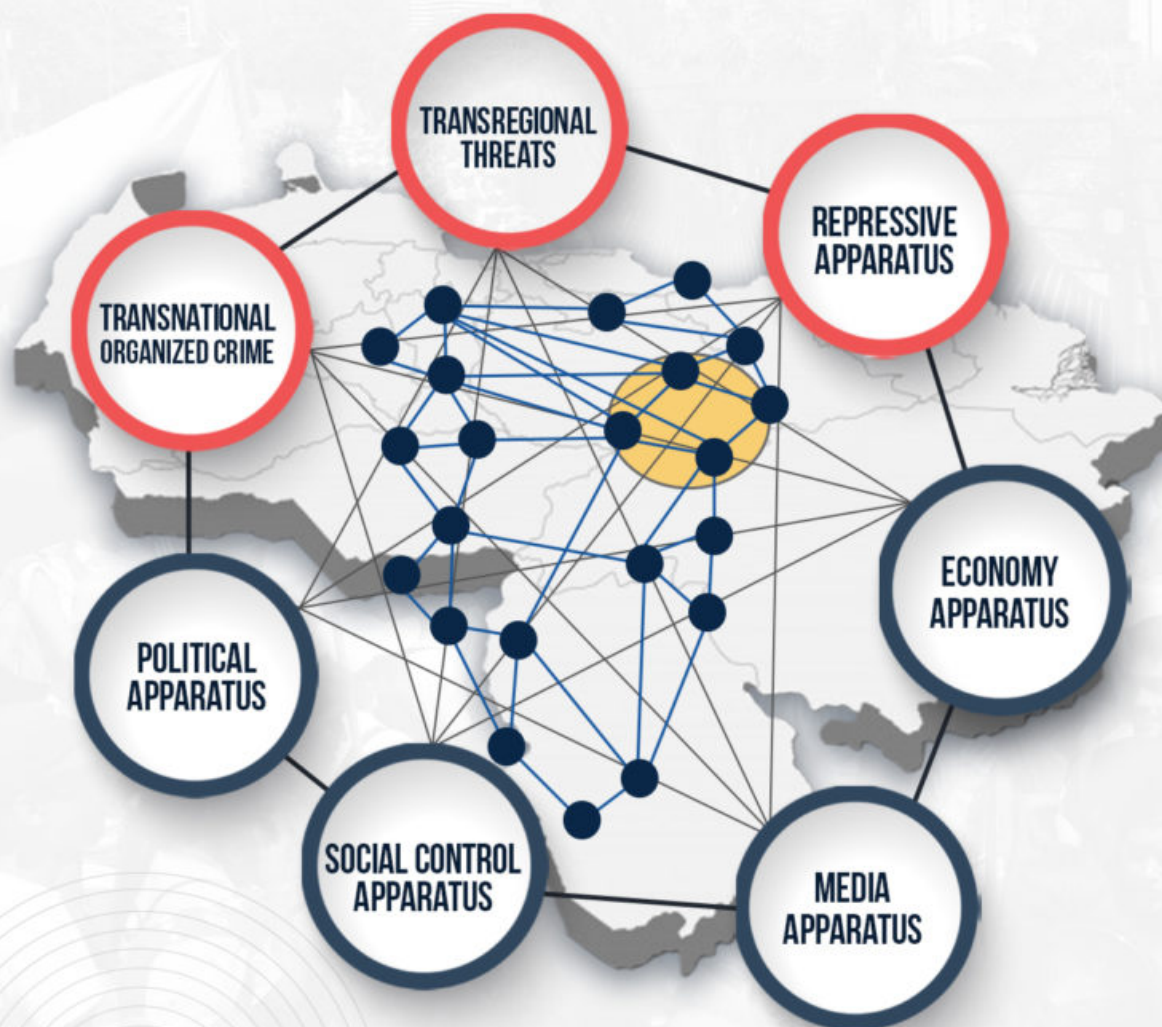 TRANSREGIONAL
THREATS
REPRESSIVE
APPARATUS
TRANSNATIONAL
ORGANIZED CRIME
ECONOMY
APPARATUS
POLITICAL
APPARATUS
SOCIAL CONTROL
APPARATUS
MEDIA
APPARATUS